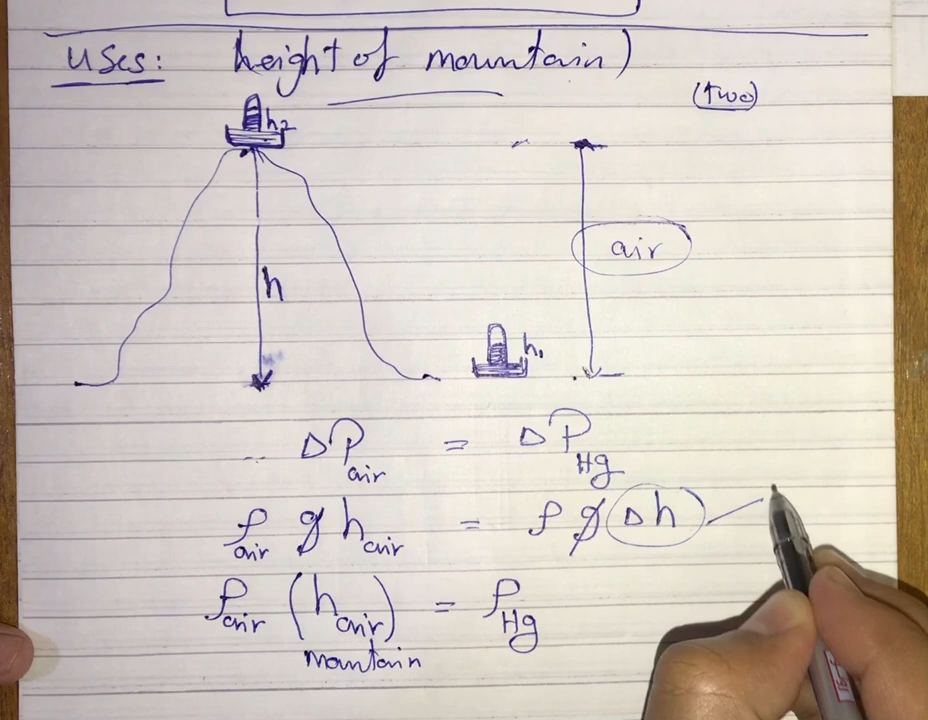 uses: height of mountain)
(two)
h2
air
h
h1
ΔP air = ΔP Hg
ρ air g h air = ρ g Δh
ρ air (h air) = ρ Hg
mountain